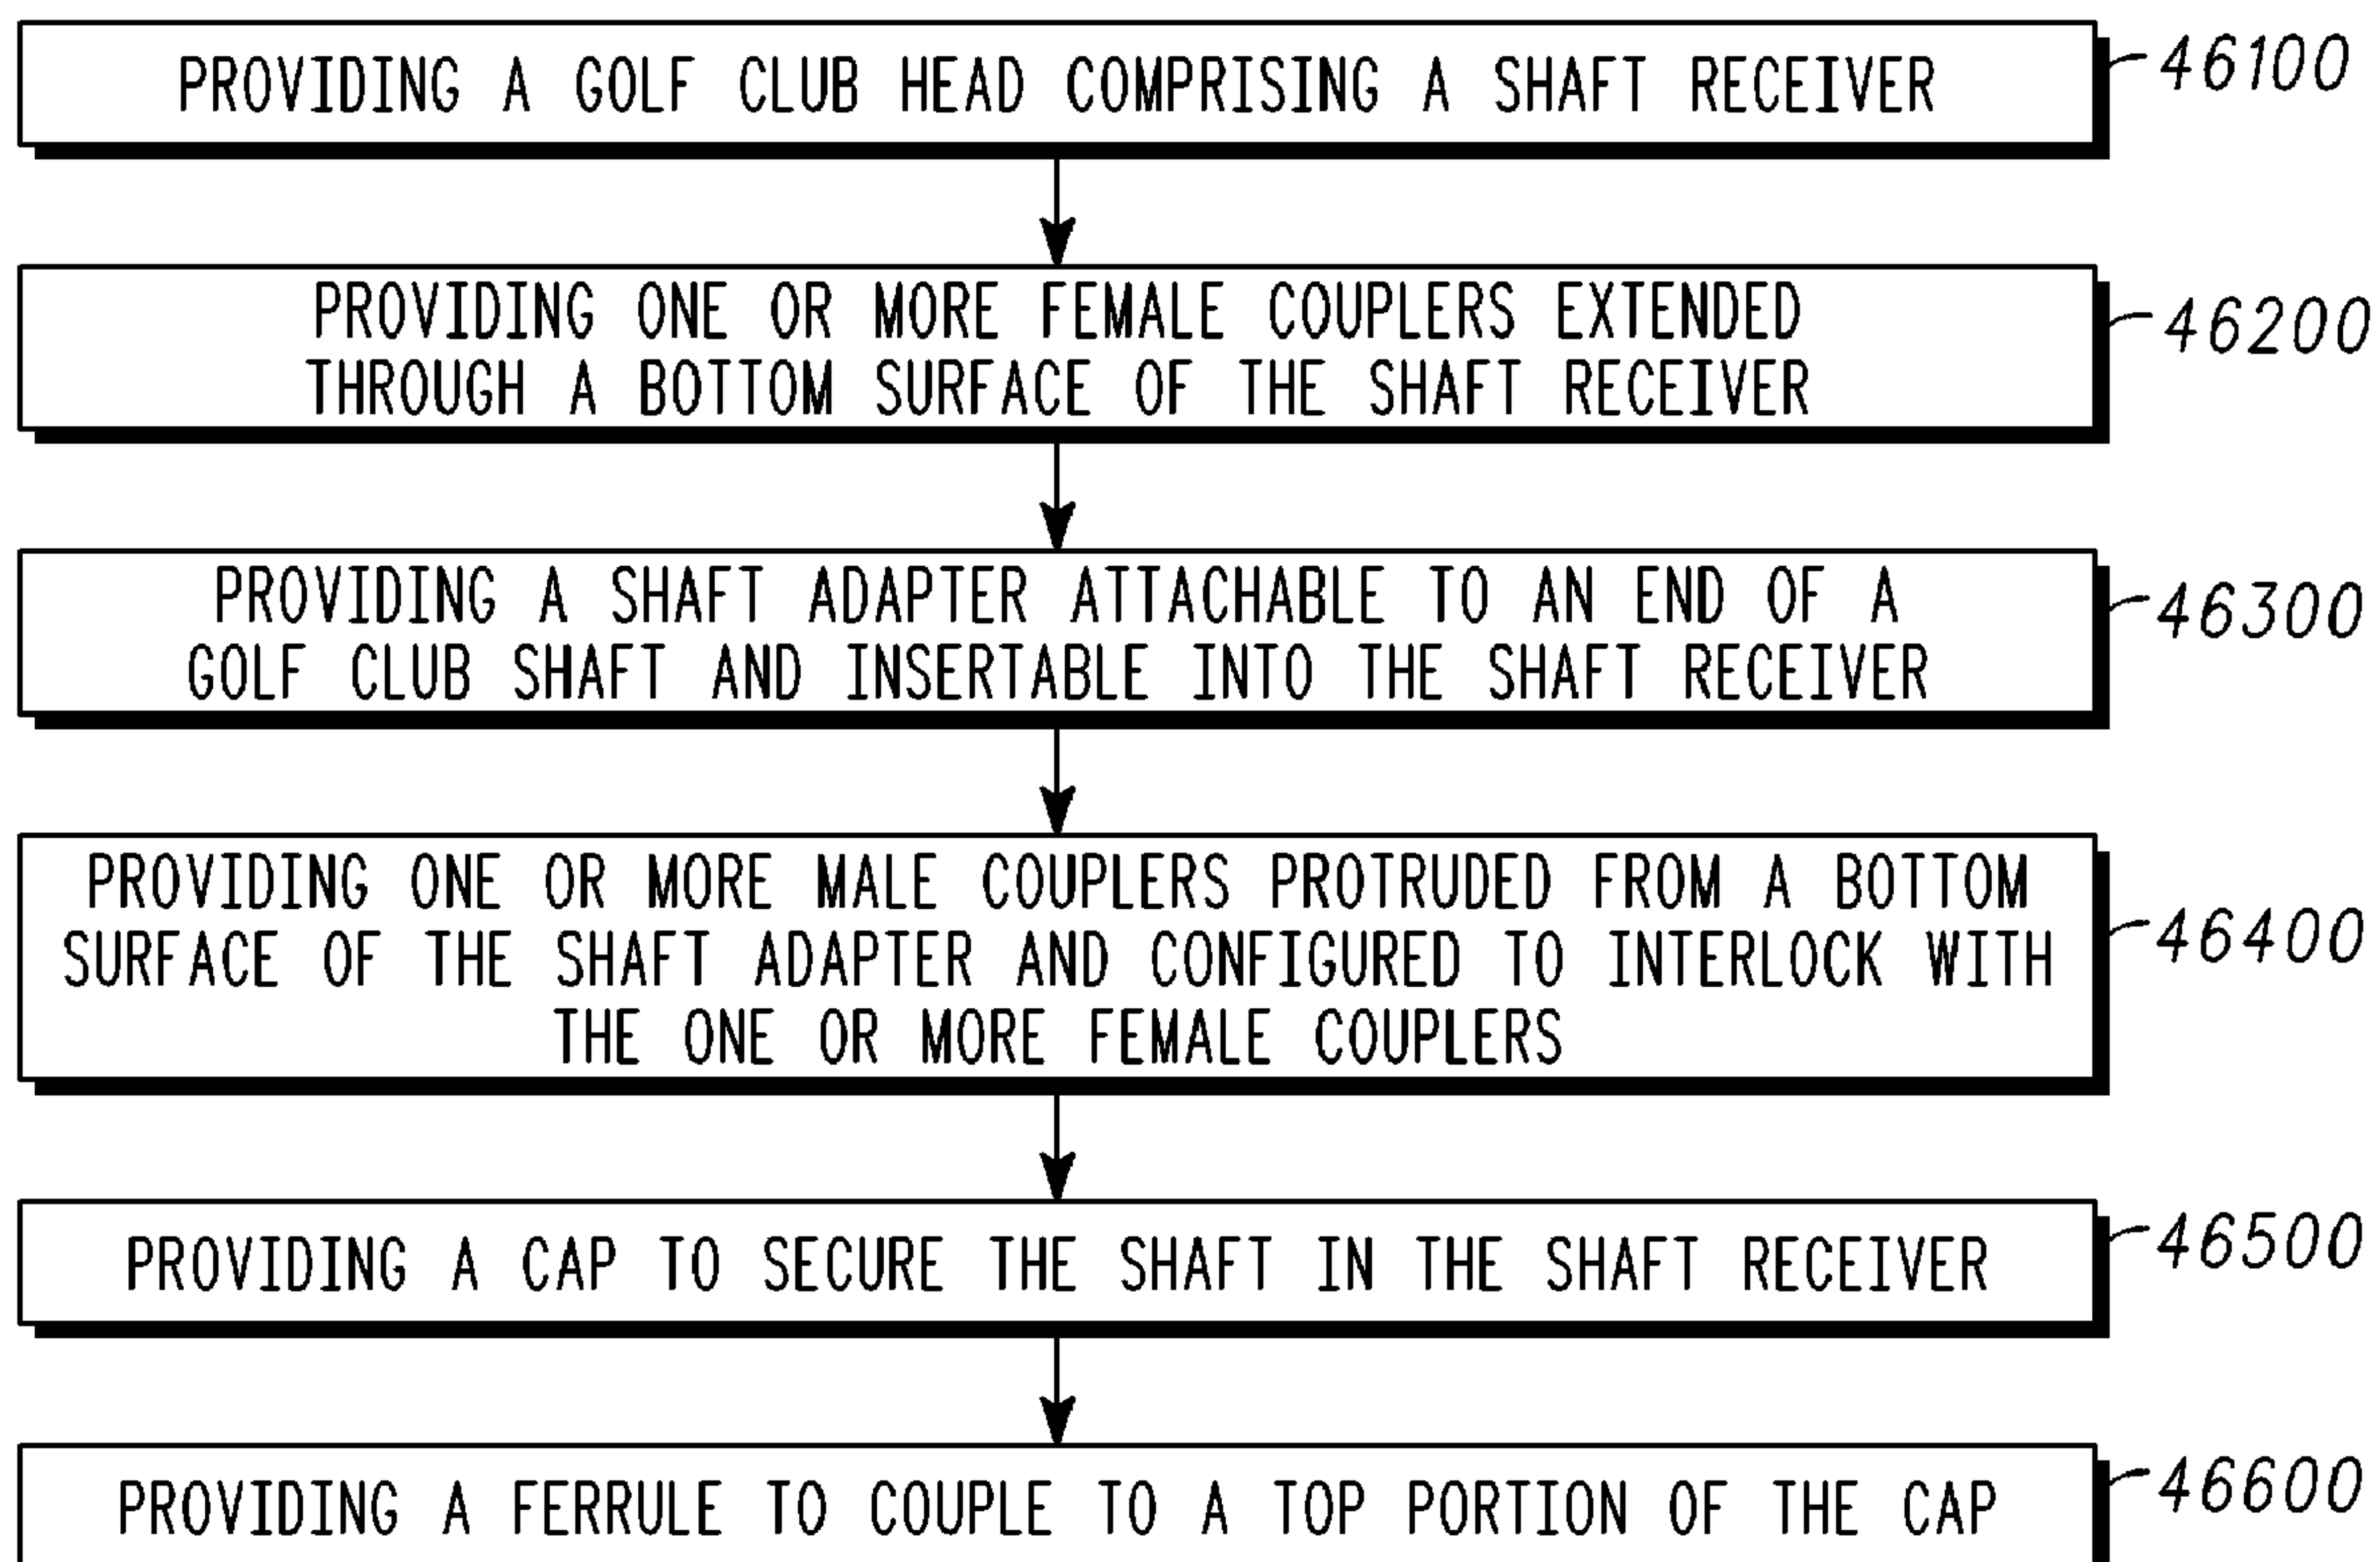 PROVIDING A GOLF CLUB HEAD COMPRISING A SHAFT RECEIVER
46100
PROVIDING ONE OR MORE FEMALE COUPLERS EXTENDED
THROUGH A BOTTOM SURFACE OF THE SHAFT RECEIVER
46200
PROVIDING A SHAFT ADAPTER ATTACHABLE TO AN END OF A
GOLF CLUB SHAFT AND INSERTABLE INTO THE SHAFT RECEIVER
46300
PROVIDING ONE OR MORE MALE COUPLERS PROTRUDED FROM A BOTTOM
SURFACE OF THE SHAFT ADAPTER AND CONFIGURED TO INTERLOCK WITH
THE ONE OR MORE FEMALE COUPLERS
46400
PROVIDING A CAP TO SECURE THE SHAFT IN THE SHAFT RECEIVER
46500
PROVIDING A FERRULE TO COUPLE TO A TOP PORTION OF THE CAP
46600